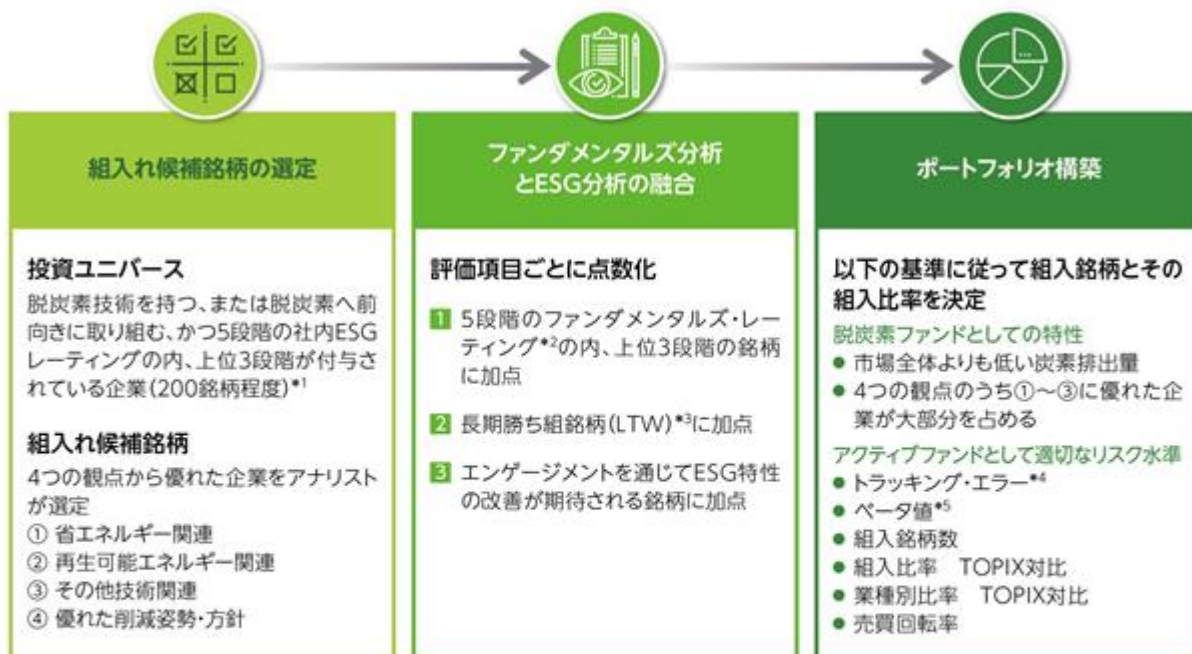 組入れ候補銘柄の選定
投資ユニバース
脱炭素技術を持つ、または脱炭素へ前
向きに取り組む、かつ5段階の社内ESG
レーティングの内、上位3段階が付与さ
れている企業(200銘柄程度)*1
組入れ候補銘柄
4つの観点から優れた企業をアナリスト
が選定
① 省エネルギー関連
② 再生可能エネルギー関連
③ その他技術関連
④ 優れた削減姿勢・方針
ファンダメンタルズ分析
とESG分析の融合
評価項目ごとに点数化
1 5段階のファンダメンタルズ・レー
ティング*2の内、上位3段階の銘柄
に加点
2 長期勝ち組銘柄(LTW)*3に加点
3 エンゲージメントを通じてESG特性
の改善が期待される銘柄に加点
ポートフォリオ構築
以下の基準に従って組入銘柄とその
組入比率を決定
脱炭素ファンドとしての特性
● 市場全体よりも低い炭素排出量
● 4つの観点のうち①～③に優れた企
業が大部分を占める
アクティブファンドとして適切なリスク水準
● トラッキング・エラー*4
● ベータ値*5
● 組入銘柄数
● 組入比率 TOPIX対比
● 業種別比率 TOPIX対比
● 売買回転率